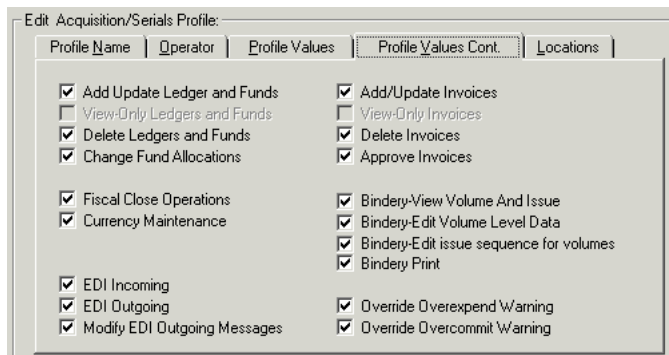 Edit Acquisition/Serials Profile:
Profile Name Operator Profile Values Profile Values Cont. Locations
Add Update Ledger and Funds
View-Only Ledgers and Funds
Delete Ledgers and Funds
Change Fund Allocations
Fiscal Close Operations
Currency Maintenance
EDI Incoming
EDI Outgoing
Modify EDI Outgoing Messages
Add/Update Invoices
View-Only Invoices
Delete Invoices
Approve Invoices
Bindery-View Volume And Issue
Bindery-Edit Volume Level Data
Bindery-Edit issue sequence for volumes
Bindery Print
Override Overexpend Warning
Override Overcommit Warning